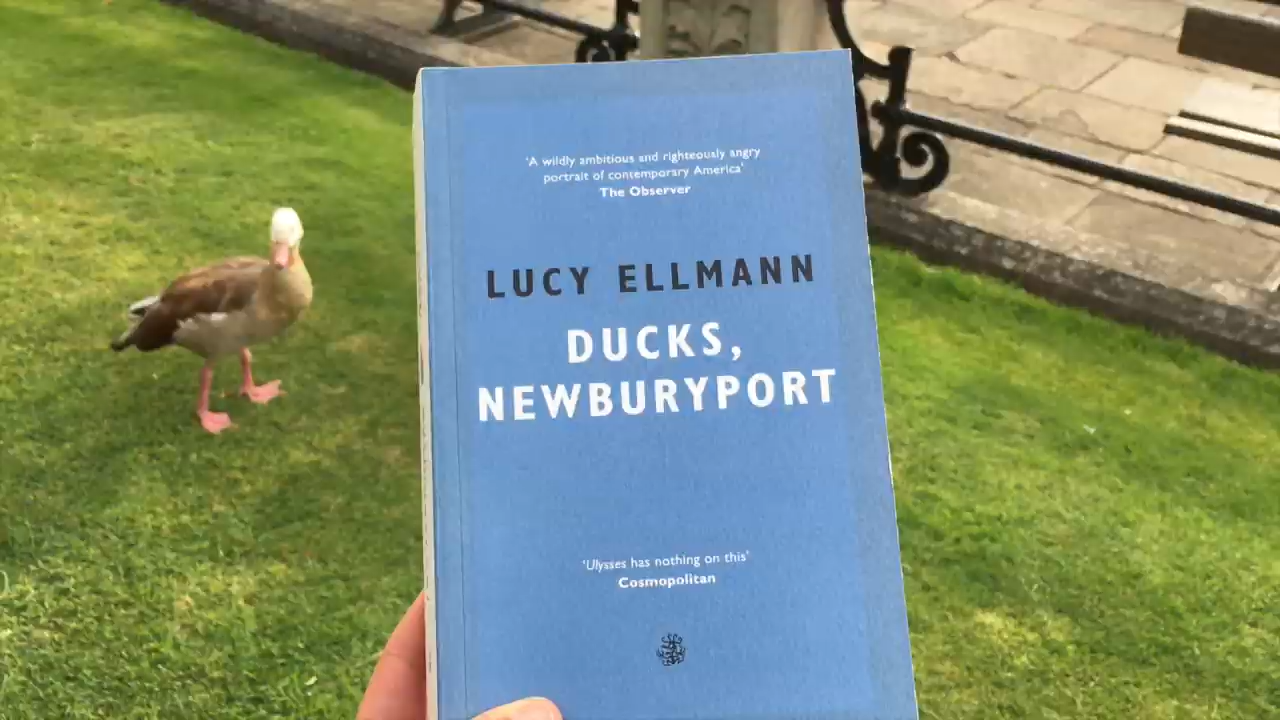 'A wildly ambitious and righteously angry
portrait of contemporary America'
The Observer
LUCY ELLMANN
DUCKS,
NEWBURYPORT
'Ulysses has nothing on this'
Cosmopolitan